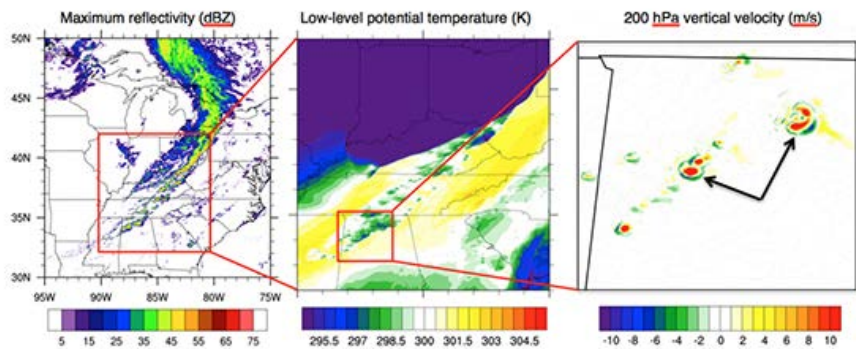 Maximum reflectivity (dBZ)
Low-level potential temperature (K)
200 hPa vertical velocity (m/s)
50N
45N
40N
35N
30N
95W 90W 85W 80W 75W
5 15 25 35 45 55 65 75
295.5 297 298.5 300 301.5 303 304.5
-10 -8 -6 -4 -2 0 2 4 6 8 10